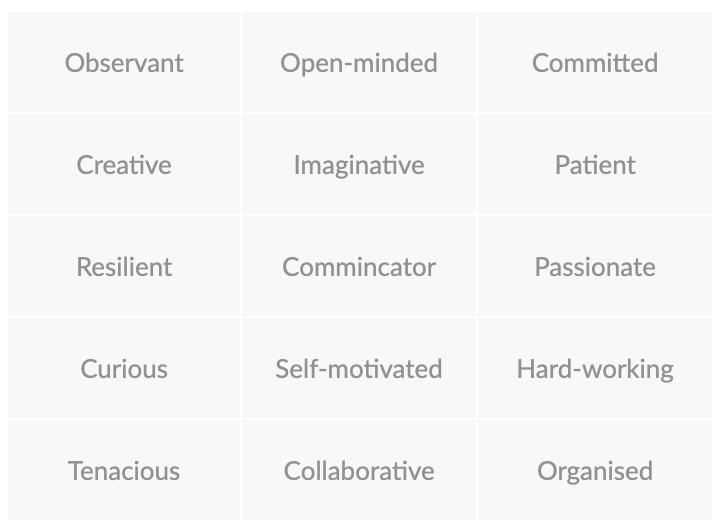 Observant Open-minded Committed
Creative Imaginative Patient
Resilient Commincator Passionate
Curious Self-motivated Hard-working
Tenacious Collaborative Organised